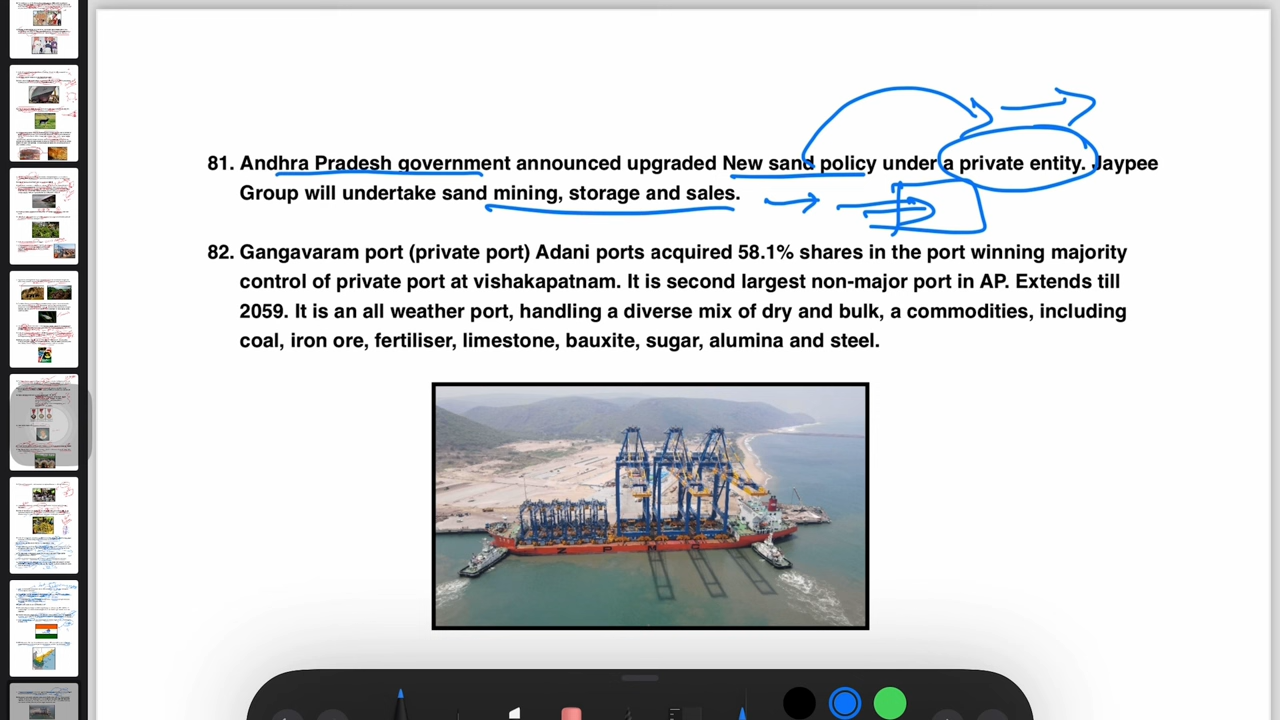 81. Andhra Pradesh government announced upgraded New sand policy under a private entity. Jaypee
Group will undertake sand mining, storage and sales.
82. Gangavaram port (private port) Adani ports acquired 58.1% shares in the port winning majority
control of private port at vishakapatnam. It is second largest non-major port in AP. Extends till
2059. It is an all weather port, handling a diverse mix of dry and bulk, a commodities, including
coal, iron ore, fertiliser, limestone, bauxite, sugar, alumina and steel.